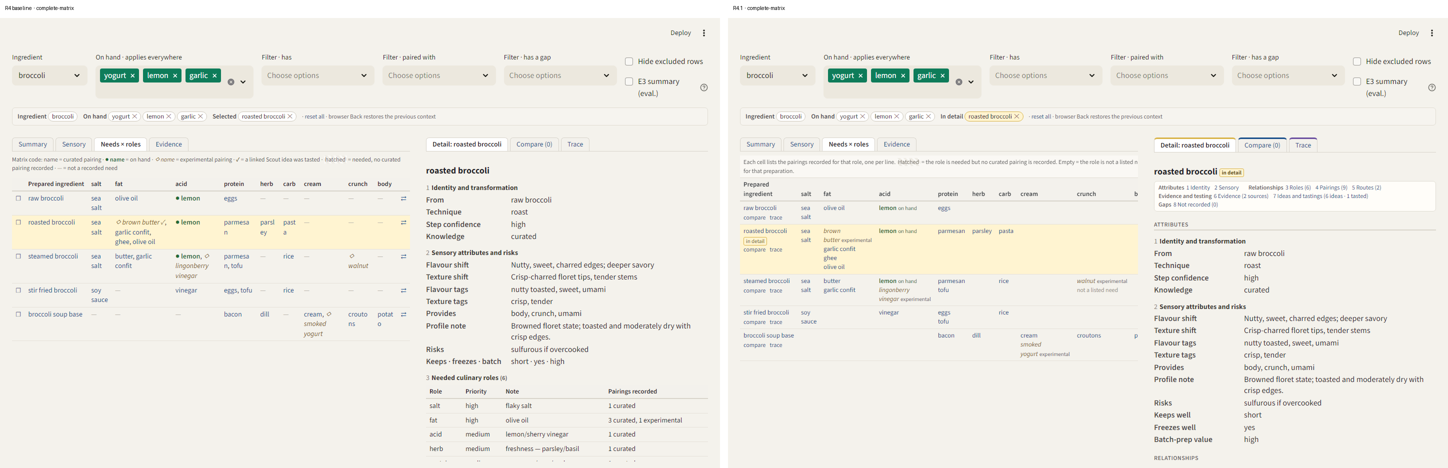 R4 baseline · complete-matrix
Deploy
Ingredient
On hand · applies everywhere
Filter · has
Filter · paired with
Filter · has a gap
broccoli
yogurt × lemon × garlic ×
Choose options
Choose options
Choose options
Hide excluded rows
E3 summary (eval.)
Ingredient broccoli On hand yogurt × lemon × garlic × Selected roasted broccoli × · reset all · browser Back restores the previous context
Summary Sensory Needs × roles Evidence
Matrix code: name = curated pairing · ● name = on hand · ◇ name = experimental pairing · ✓ = a linked Scout idea was tasted · (hatched) = needed, no curated
pairing recorded · — = not a recorded need
Prepared ingredient salt fat acid protein herb carb cream crunch body
raw broccoli sea salt olive oil ● lemon eggs — — — — —
roasted broccoli sea salt ◇ brown butter ✓, garlic confit, ghee, olive oil ● lemon parmesan parsley pasta — — —
steamed broccoli sea salt butter, garlic confit ● lemon, ◇ lingonberry vinegar parmesan, tofu — rice — ◇ walnut —
stir fried broccoli soy sauce — vinegar eggs, tofu — rice — — —
broccoli soup base — — — bacon dill — cream, ◇ smoked yogurt croutons potato
Detail: roasted broccoli Compare (0) Trace
roasted broccoli
1 Identity and transformation
From raw broccoli
Technique roast
Step confidence high
Knowledge curated
2 Sensory attributes and risks
Flavour shift Nutty, sweet, charred edges; deeper savory
Texture shift Crisp-charred floret tips, tender stems
Flavour tags nutty toasted, sweet, umami
Texture tags crisp, tender
Provides body, crunch, umami
Profile note Browned floret state; toasted and moderately dry with
crisp edges.
Risks sulfurous if overcooked
Keeps · freezes · batch short · yes · high
3 Needed culinary roles (6)
Role Priority Note Pairings recorded
salt high flaky salt 1 curated
fat high olive oil 3 curated, 1 experimental
acid medium lemon/sherry vinegar 1 curated
herb medium freshness — parsley/basil 1 curated
R4.1 · complete-matrix
Deploy
Ingredient
On hand · applies everywhere
Filter · has
Filter · paired with
Filter · has a gap
broccoli
yogurt × lemon × garlic ×
Choose options
Choose options
Choose options
Hide excluded rows
E3 summary (eval.)
Ingredient broccoli On hand yogurt × lemon × garlic × In detail roasted broccoli × · reset all · browser Back restores the previous context
Summary Sensory Needs × roles Evidence
Each cell lists the pairings recorded for that role, one per line. (Hatched) = the role is needed but no curated pairing is recorded. Empty = the role is not a listed n
for that preparation.
Prepared ingredient salt fat acid protein herb carb cream crunch b
raw broccoli compare trace sea salt olive oil lemon on hand eggs
roasted broccoli in detail compare trace sea salt brown butter experimental garlic confit ghee olive oil lemon on hand parmesan parsley pasta
steamed broccoli compare trace sea salt butter garlic confit lemon on hand lingonberry vinegar experimental parmesan tofu rice walnut experimental not a listed need
stir fried broccoli compare trace soy sauce vinegar eggs tofu rice
broccoli soup base compare trace bacon dill cream smoked yogurt experimental croutons p
Detail: roasted broccoli Compare (0) Trace
roasted broccoli in detail
Attributes 1 Identity 2 Sensory Relationships 3 Roles (6) 4 Pairings (9) 5 Routes (2)
Evidence and testing 6 Evidence (2 sources) 7 Ideas and tastings (6 ideas · 1 tasted)
Gaps 8 Not recorded (0)
ATTRIBUTES
1 Identity and transformation
From raw broccoli
Technique roast
Step confidence high
Knowledge curated
2 Sensory attributes and risks
Flavour shift Nutty, sweet, charred edges; deeper savory
Texture shift Crisp-charred floret tips, tender stems
Flavour tags nutty toasted, sweet, umami
Texture tags crisp, tender
Provides body, crunch, umami
Profile note Browned floret state; toasted and moderately dry with
crisp edges.
Risks sulfurous if overcooked
Keeps well short
Freezes well yes
Batch-prep value high
RELATIONSHIPS